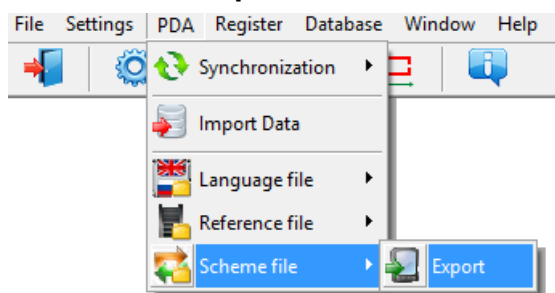 File Settings PDA Register Database Window Help
Synchronization
Import Data
Language file
Reference file
Scheme file Export